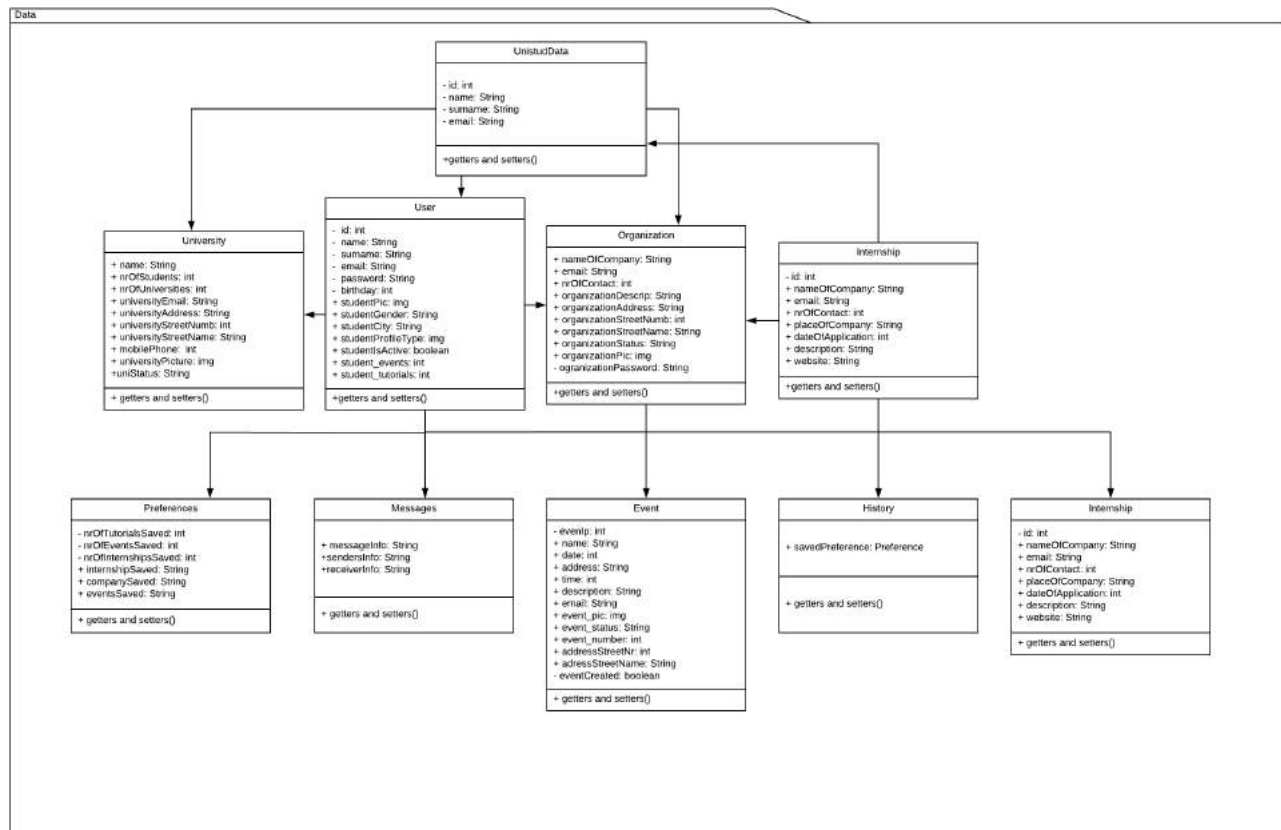 Data
UnistudData
- id: int
- name: String
- surname: String
- email: String
+getters and setters()
University
+ name: String
+ nrOfStudents: int
+ nrOfUniversities: int
+ universityEmail: String
+ universityAddress: String
+ universityStreetNumb: int
+ universityStreetName: String
+ mobilePhone: int
+ universityPicture: img
+uniStatus: String
+ getters and setters()
User
- id: int
- name: String
- surname: String
- email: String
- password: String
- birthday: int
+ studentPic: img
+ studentGender: String
+ studentCity: String
+ studentProfileType: img
+ studentIsActive: boolean
+ student_events: int
+ student_tutorials: int
+getters and setters()
Organization
+ nameOfCompany: String
+ email: String
+ nrOfContact: int
+ organizationDescrip: String
+ organizationAddress: String
+ organizationStreetNumb: int
+ organizationStreetName: String
+ organizationStatus: String
+ organizationPic: img
- ogranizationPassword: String
+getters and setters()
Internship
- id: int
+ nameOfCompany: String
+ email: String
+ nrOfContact: int
+ placeOfCompany: String
+ dateOfApplication: int
+ description: String
+ website: String
+getters and setters()
Preferences
- nrOfTutorialsSaved: int
- nrOfEventsSaved: int
- nrOfInternshipsSaved: int
+ internshipSaved: String
+ companySaved: String
+ eventsSaved: String
+ getters and setters()
Messages
+ messageInfo: String
+sendersInfo: String
+receiverInfo: String
+ getters and setters()
Event
- evenIp: int
+ name: String
+ date: int
+ address: String
+ time: int
+ description: String
+ email: String
+ event_pic: img
+ event_status: String
+ event_number: int
+ addressStreetNr: int
+ adressStreetName: String
- eventCreated: boolean
+ getters and setters()
History
+ savedPreference: Preference
+ getters and setters()
Internship
- id: int
+ nameOfCompany: String
+ email: String
+ nrOfContact: int
+ placeOfCompany: String
+ dateOfApplication: int
+ description: String
+ website: String
+ getters and setters()